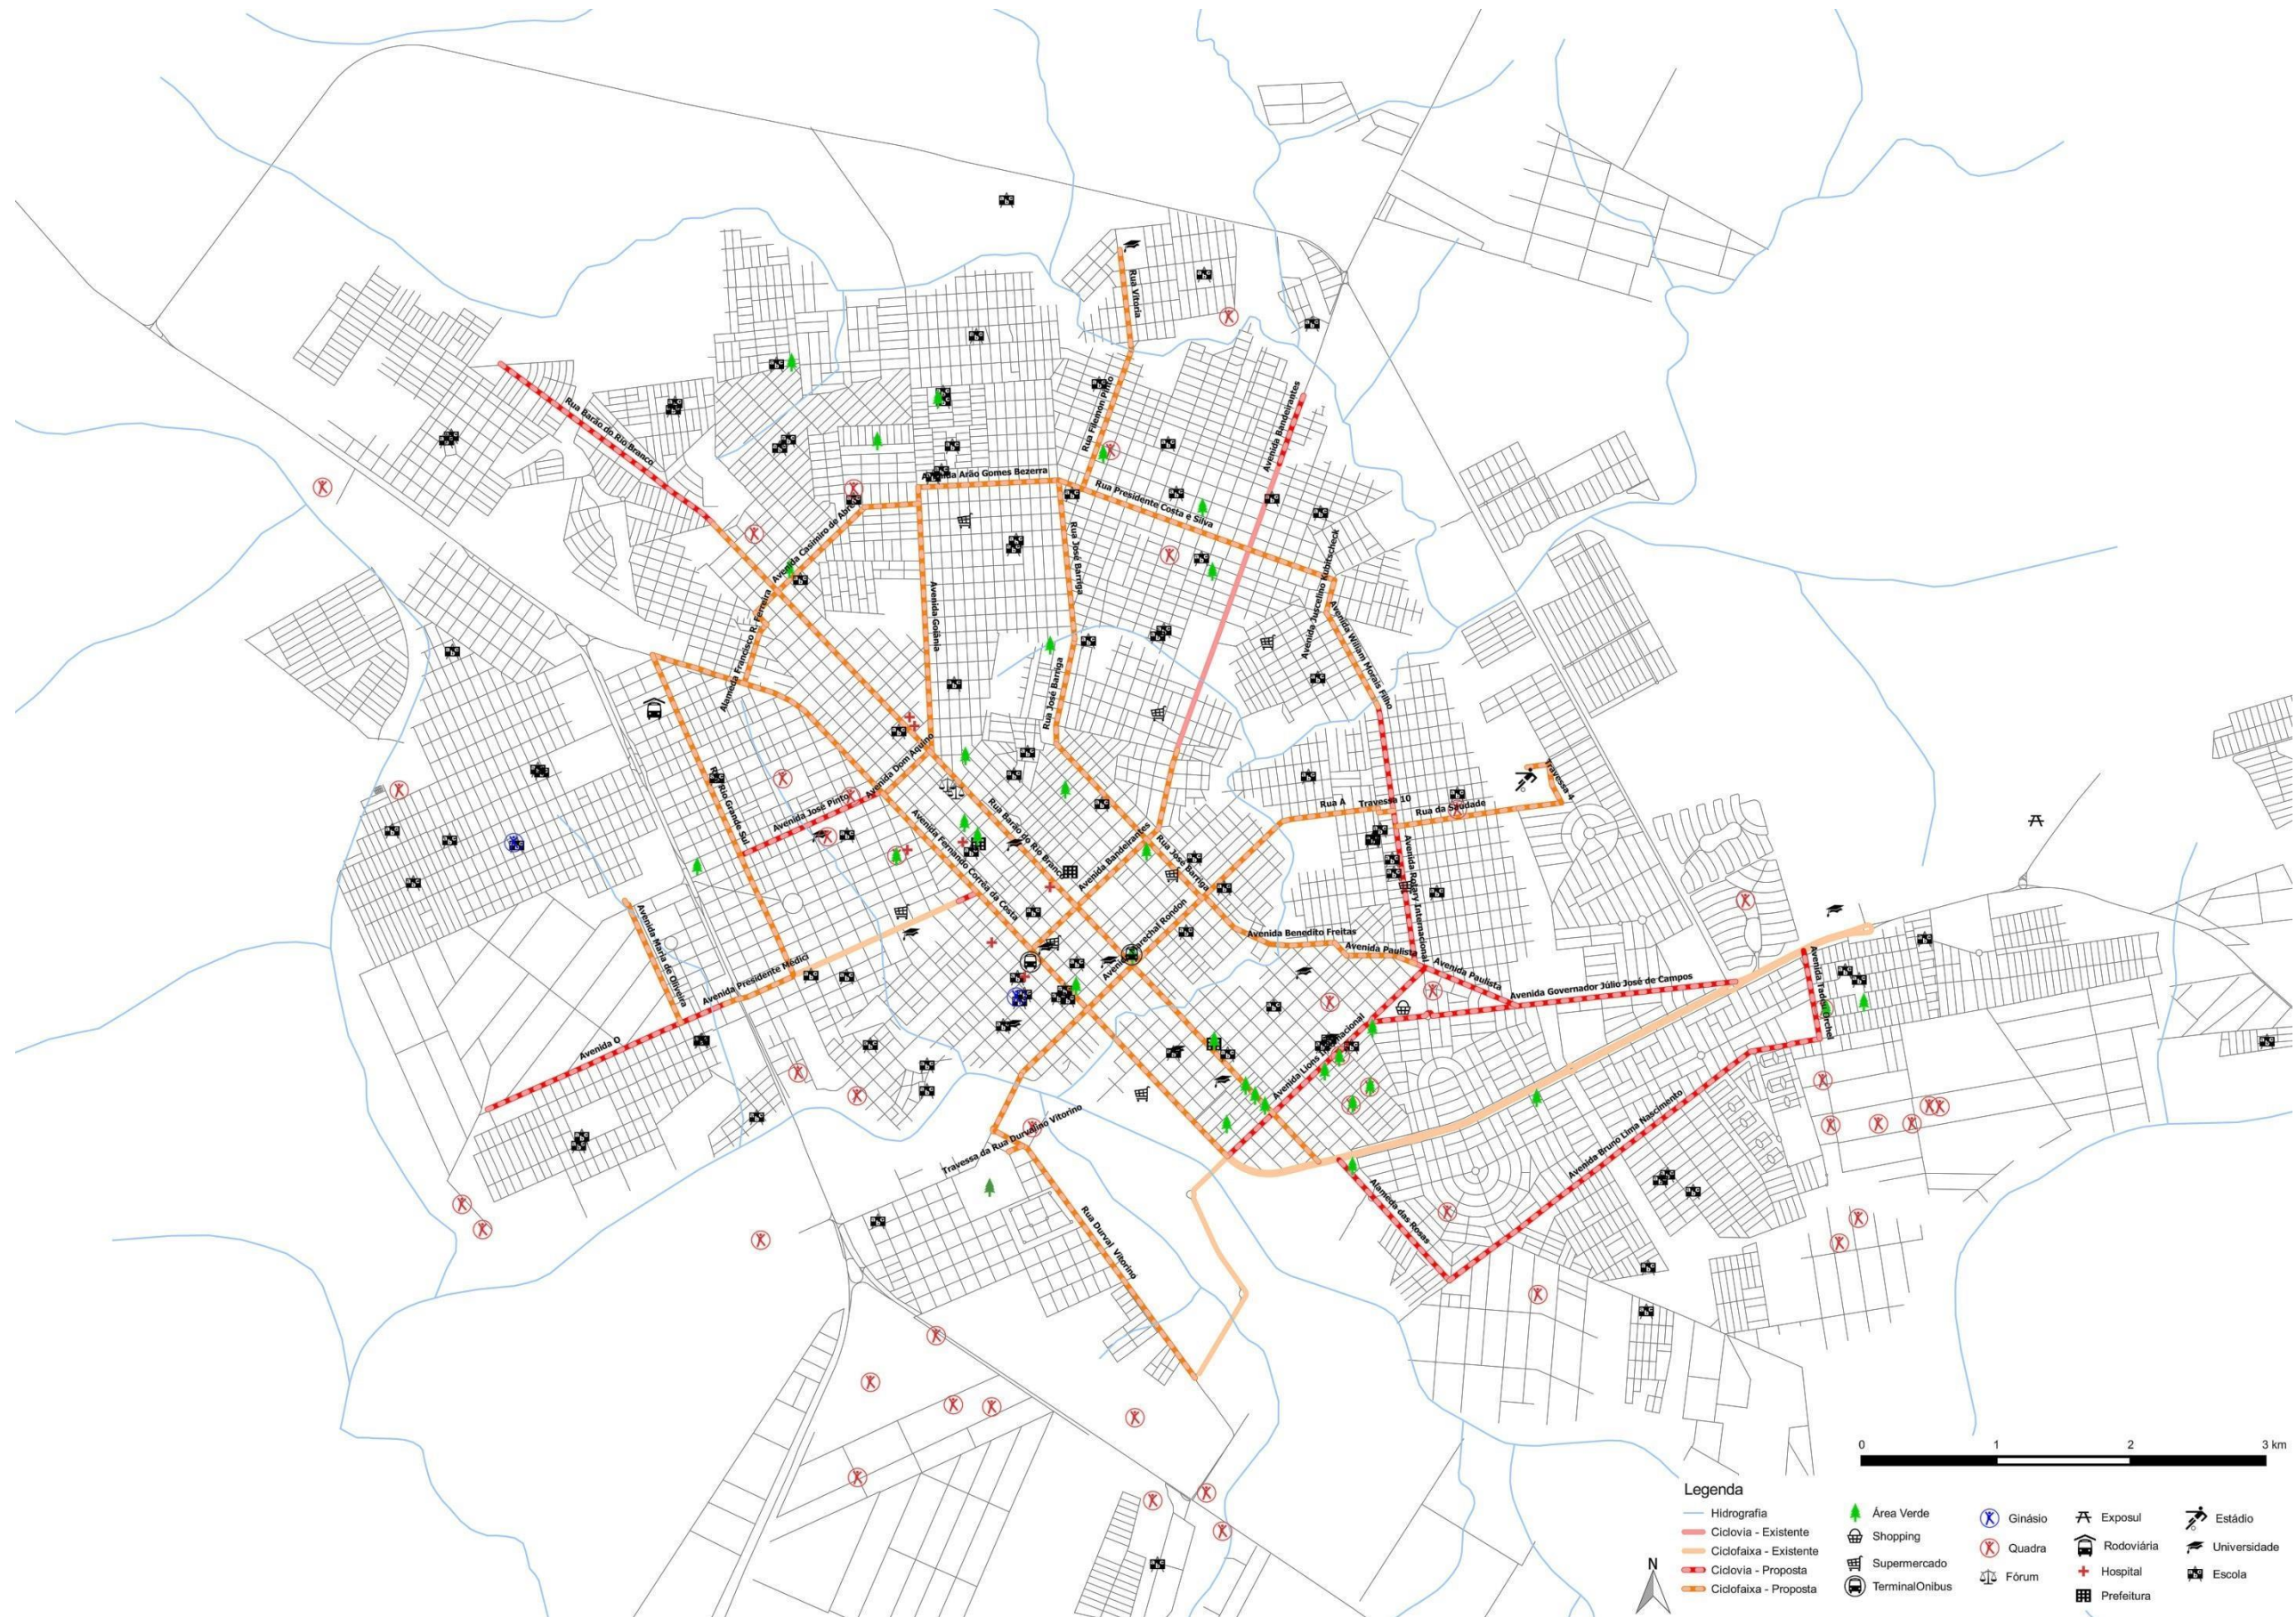 Rua Vitoria
Rua Barão do Rio Branco
Rua Filemon Pinto
Avenida Bandeirantes
Arão Gomes Bezerra
Rua Presidente Costa e Silva
Avenida Casimiro de Abreu
Rua José Barriga
Avenida Juscelino Kubitscheck
Avenida Goiânia
Alameda Francisco R. Ferreira
Avenida William Morais Filho
Rua José Barriga
Avenida Dom Aquino
Rua Rio Grande Sul
Avenida José Pinto
Travessa 4
Rua A
Travessa 10
Rua da Saudade
Avenida Fernando Corrêa da Costa
Rua Barão do Rio Branco
Avenida Bandeirantes
Rua José Barriga
Avenida Rotary Internacional
Avenida Maria de Oliveira
Avenida Marechal Rondon
Avenida Benedito Freitas
Avenida Paulista
Avenida Paulista
Avenida Presidente Médici
Avenida Governador Júlio José de Campos
Avenida O
Avenida Lions Internacional
Avenida Bruno Lima Nascimento
Travessa da Rua Durvalino Vitorino
Alameda das Rosas
Rua Durval Vitorino
0 1 2 3 km
N
Legenda
Hidrografia
Ciclovia - Existente
Ciclofaixa - Existente
Ciclovia - Proposta
Ciclofaixa - Proposta
Área Verde
Shopping
Supermercado
TerminalOnibus
Ginásio
Quadra
Fórum
Exposul
Rodoviária
Hospital
Prefeitura
Estádio
Universidade
Escola